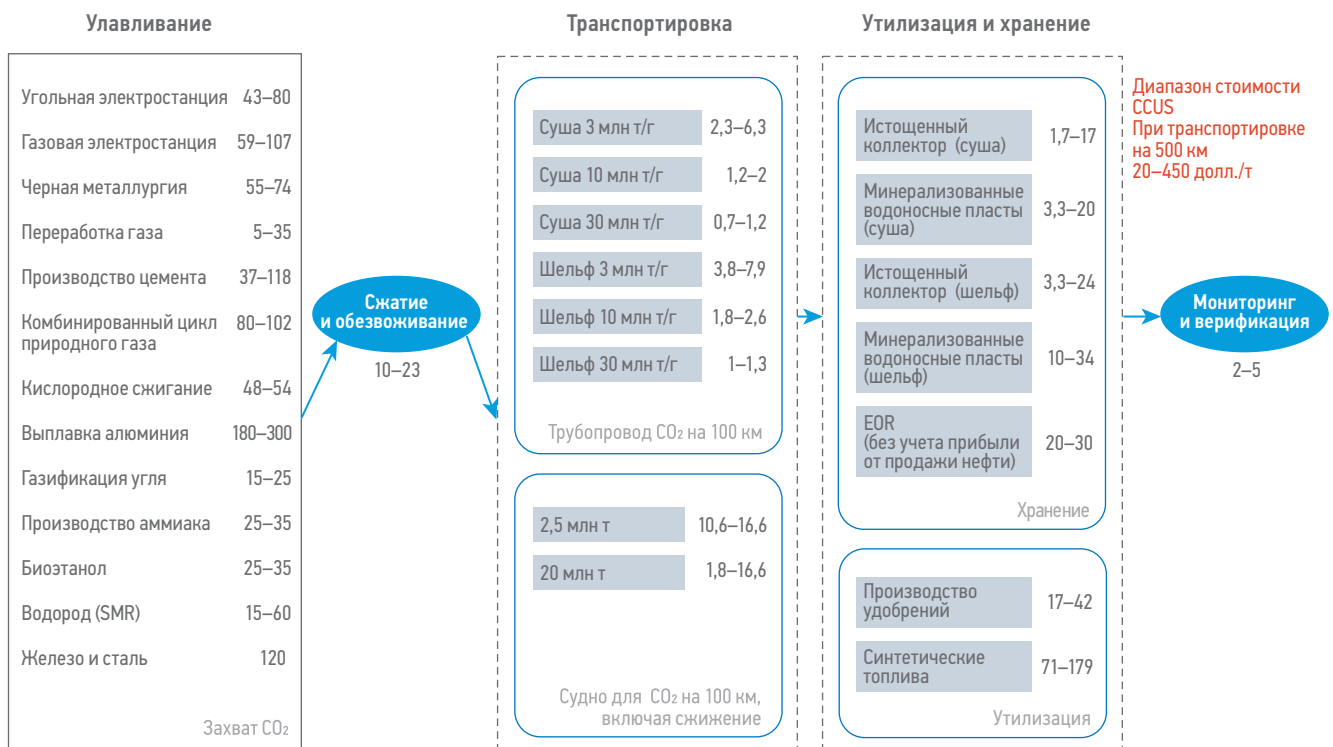 Улавливание
Угольная электростанция 43–80
Газовая электростанция 59–107
Черная металлургия 55–74
Переработка газа 5–35
Производство цемента 37–118
Комбинированный цикл 80–102
природного газа
Кислородное сжигание 48–54
Выплавка алюминия 180–300
Газификация угля 15–25
Производство аммиака 25–35
Биоэтанол 25–35
Водород (SMR) 15–60
Железо и сталь 120
Захват CO₂
Сжатие
и обезвоживание
10–23
Транспортировка
Суша 3 млн т/г 2,3–6,3
Суша 10 млн т/г 1,2–2
Суша 30 млн т/г 0,7–1,2
Шельф 3 млн т/г 3,8–7,9
Шельф 10 млн т/г 1,8–2,6
Шельф 30 млн т/г 1–1,3
Трубопровод CO₂ на 100 км
2,5 млн т 10,6–16,6
20 млн т 1,8–16,6
Судно для CO₂ на 100 км,
включая сжижение
Утилизация и хранение
Истощенный
коллектор (суша) 1,7–17
Минерализованные
водоносные пласты 3,3–20
(суша)
Истощенный
коллектор (шельф) 3,3–24
Минерализованные
водоносные пласты 10–34
(шельф)
EOR
(без учета прибыли 20–30
от продажи нефти)
Хранение
Производство
удобрений 17–42
Синтетические
топлива 71–179
Утилизация
Диапазон стоимости
CCUS
При транспортировке
на 500 км
20–450 долл./т
Мониторинг
и верификация
2–5